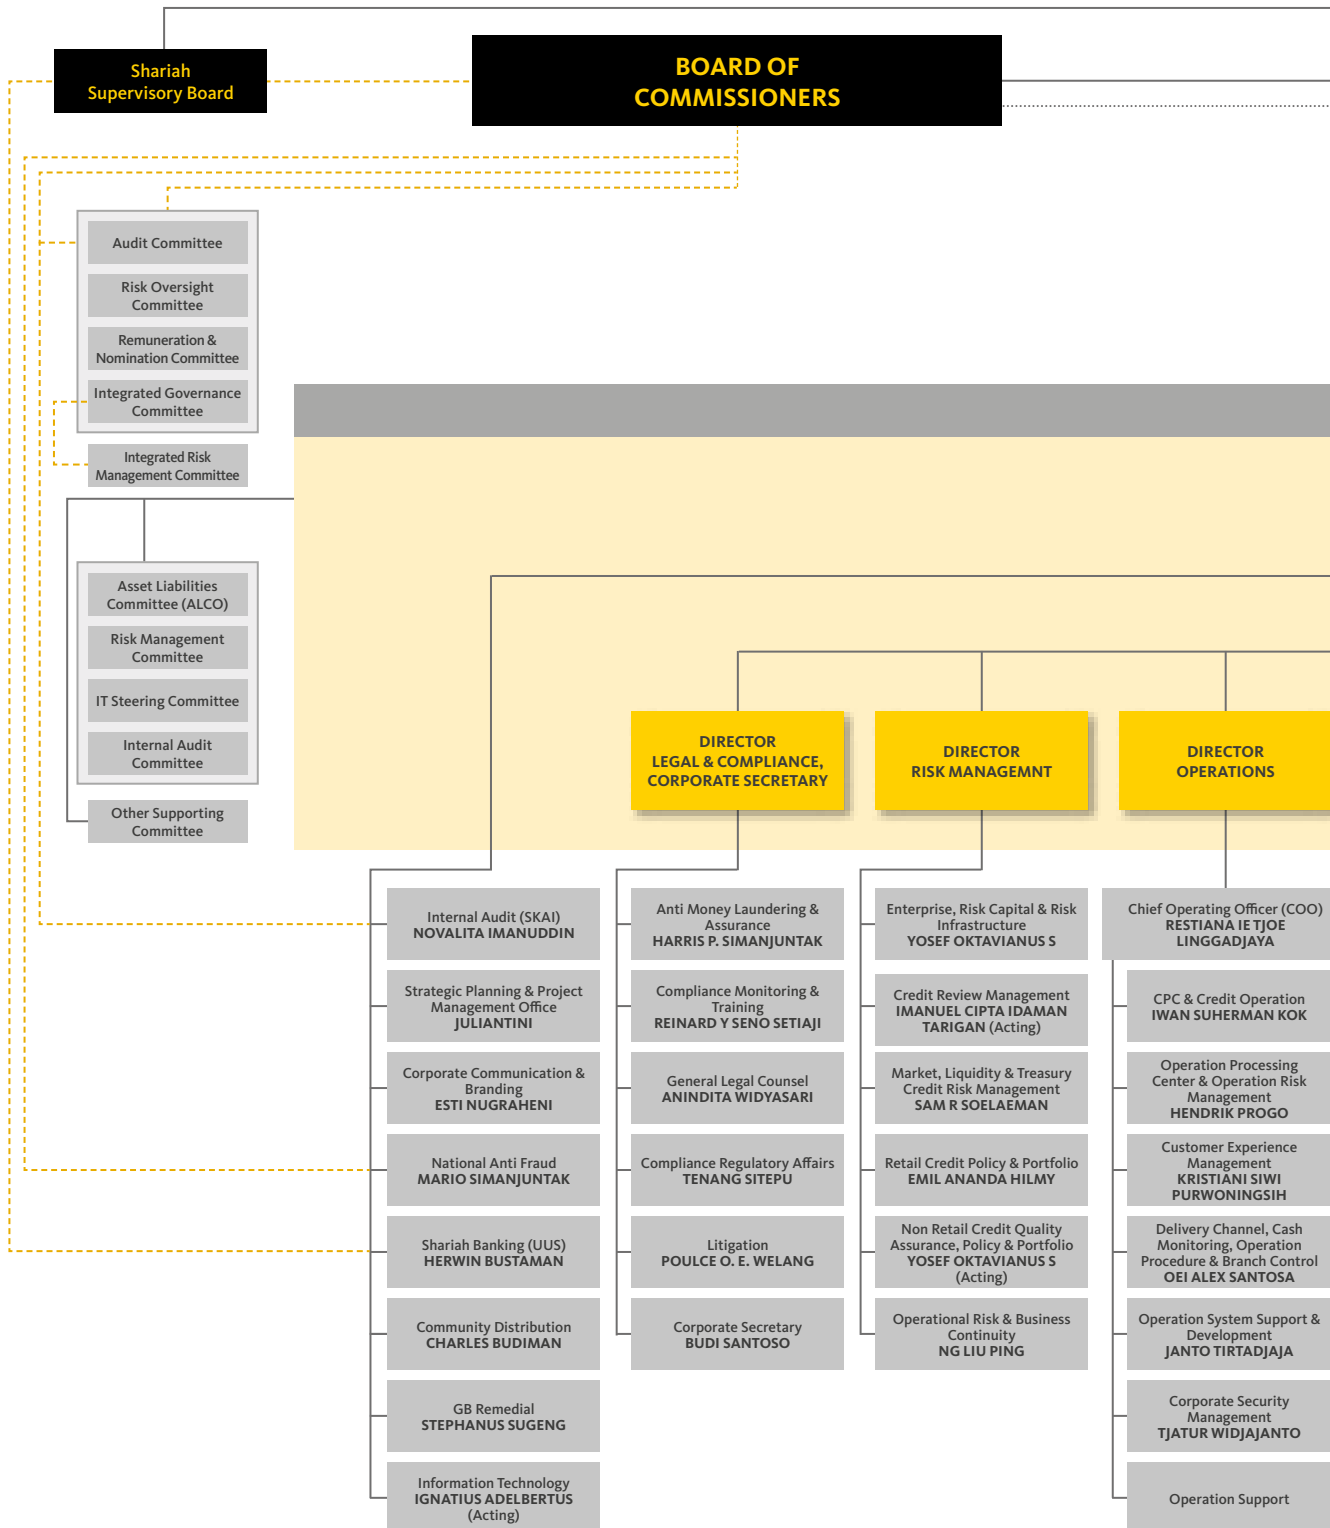 Shariah
Supervisory Board
BOARD OF
COMMISSIONERS
Audit Committee
Risk Oversight
Committee
Remuneration &
Nomination Committee
Integrated Governance
Committee
Integrated Risk
Management Committee
Asset Liabilities
Committee (ALCO)
Risk Management
Committee
IT Steering Committee
Internal Audit
Committee
Other Supporting
Committee
DIRECTOR
LEGAL & COMPLIANCE,
CORPORATE SECRETARY
DIRECTOR
RISK MANAGEMNT
DIRECTOR
OPERATIONS
Internal Audit (SKAI)
NOVALITA IMANUDDIN
Strategic Planning & Project
Management Office
JULIANTINI
Corporate Communication &
Branding
ESTI NUGRAHENI
National Anti Fraud
MARIO SIMANJUNTAK
Shariah Banking (UUS)
HERWIN BUSTAMAN
Community Distribution
CHARLES BUDIMAN
GB Remedial
STEPHANUS SUGENG
Information Technology
IGNATIUS ADELBERTUS
(Acting)
Anti Money Laundering &
Assurance
HARRIS P. SIMANJUNTAK
Compliance Monitoring &
Training
REINARD Y SENO SETIAJI
General Legal Counsel
ANINDITA WIDYASARI
Compliance Regulatory Affairs
TENANG SITEPU
Litigation
POULCE O. E. WELANG
Corporate Secretary
BUDI SANTOSO
Enterprise, Risk Capital & Risk
Infrastructure
YOSEF OKTAVIANUS S
Credit Review Management
IMANUEL CIPTA IDAMAN
TARIGAN (Acting)
Market, Liquidity & Treasury
Credit Risk Management
SAM R SOELAEMAN
Retail Credit Policy & Portfolio
EMIL ANANDA HILMY
Non Retail Credit Quality
Assurance, Policy & Portfolio
YOSEF OKTAVIANUS S
(Acting)
Operational Risk & Business
Continuity
NG LIU PING
Chief Operating Officer (COO)
RESTIANA IE TJOE
LINGGADJAYA
CPC & Credit Operation
IWAN SUHERMAN KOK
Operation Processing
Center & Operation Risk
Management
HENDRIK PROGO
Customer Experience
Management
KRISTIANI SIWI
PURWONINGSIH
Delivery Channel, Cash
Monitoring, Operation
Procedure & Branch Control
OEI ALEX SANTOSA
Operation System Support &
Development
JANTO TIRTADJAJA
Corporate Security
Management
TJATUR WIDJAJANTO
Operation Support